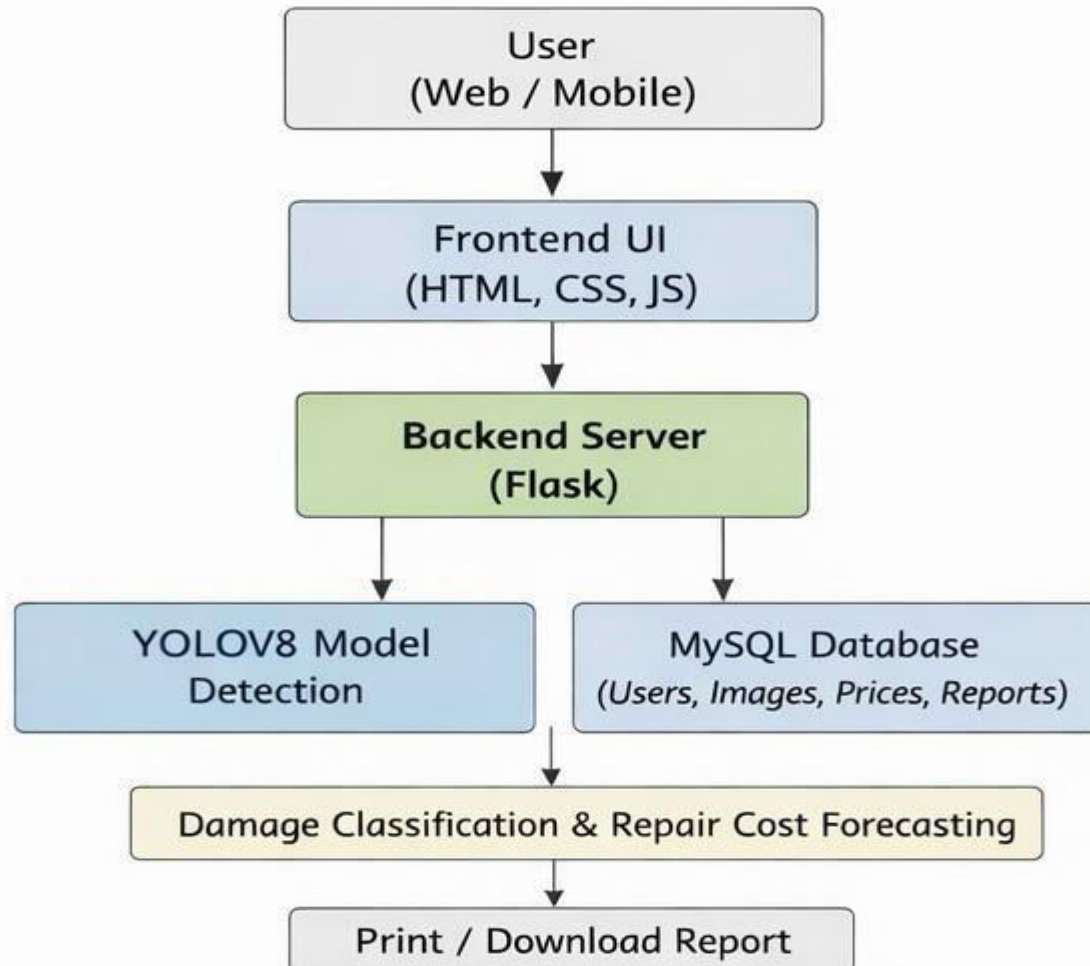 User
(Web / Mobile)
Frontend UI
(HTML, CSS, JS)
Backend Server
(Flask)
YOLOV8 Model
Detection
MySQL Database
(Users, Images, Prices, Reports)
Damage Classification & Repair Cost Forecasting
Print / Download Report